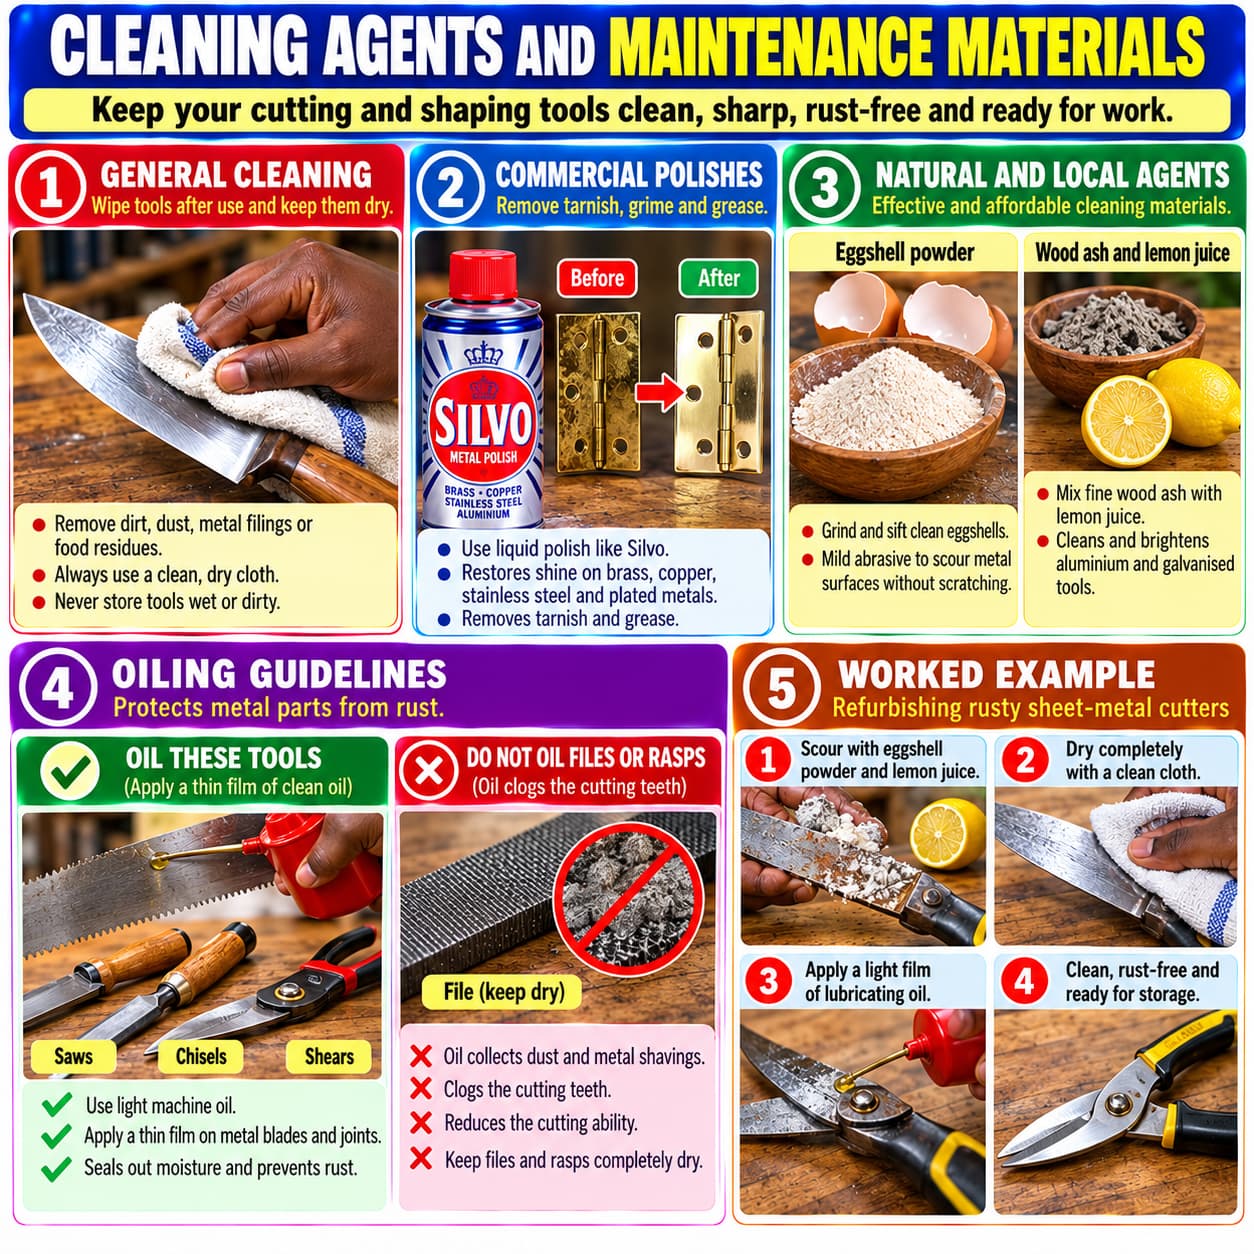 CLEANING AGENTS AND MAINTENANCE MATERIALS
Keep your cutting and shaping tools clean, sharp, rust-free and ready for work.
1
GENERAL CLEANING
Wipe tools after use and keep them dry.
Remove dirt, dust, metal filings or
food residues.
Always use a clean, dry cloth.
Never store tools wet or dirty.
2
COMMERCIAL POLISHES
Remove tarnish, grime and grease.
Before
After
SILVO
METAL POLISH
BRASS • COPPER
STAINLESS STEEL
ALUMINIUM
Use liquid polish like Silvo.
Restores shine on brass, copper,
stainless steel and plated metals.
Removes tarnish and grease.
3
NATURAL AND LOCAL AGENTS
Effective and affordable cleaning materials.
Eggshell powder
Grind and sift clean eggshells.
Mild abrasive to scour metal
surfaces without scratching.
Wood ash and lemon juice
Mix fine wood ash with
lemon juice.
Cleans and brightens
aluminium and galvanised
tools.
4
OILING GUIDELINES
Protects metal parts from rust.
OIL THESE TOOLS
(Apply a thin film of clean oil)
Saws
Chisels
Shears
Use light machine oil.
Apply a thin film on metal blades and joints.
Seals out moisture and prevents rust.
DO NOT OIL FILES OR RASPS
(Oil clogs the cutting teeth)
File (keep dry)
Oil collects dust and metal shavings.
Clogs the cutting teeth.
Reduces the cutting ability.
Keep files and rasps completely dry.
5
WORKED EXAMPLE
Refurbishing rusty sheet-metal cutters
1
Scour with eggshell
powder and lemon juice.
2
Dry completely
with a clean cloth.
3
Apply a light film
of lubricating oil.
4
Clean, rust-free and
ready for storage.